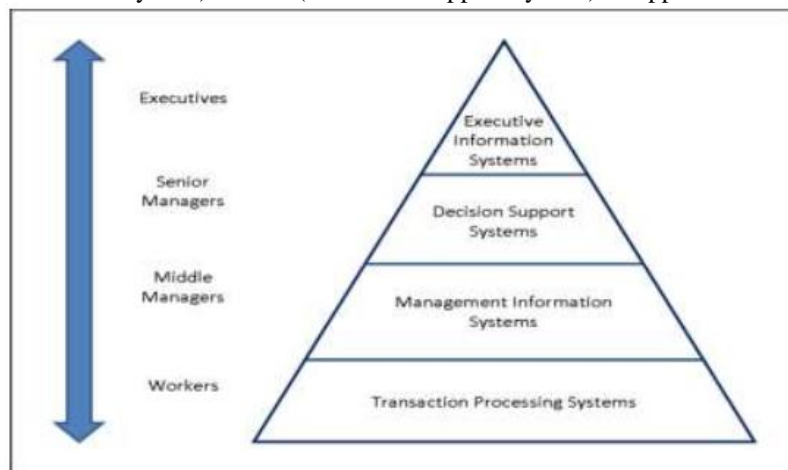 Executives
Senior
Managers
Middle
Managers
Workers
Executive
Information
Systems
Decision Support
Systems
Management Information
Systems
Transaction Processing Systems